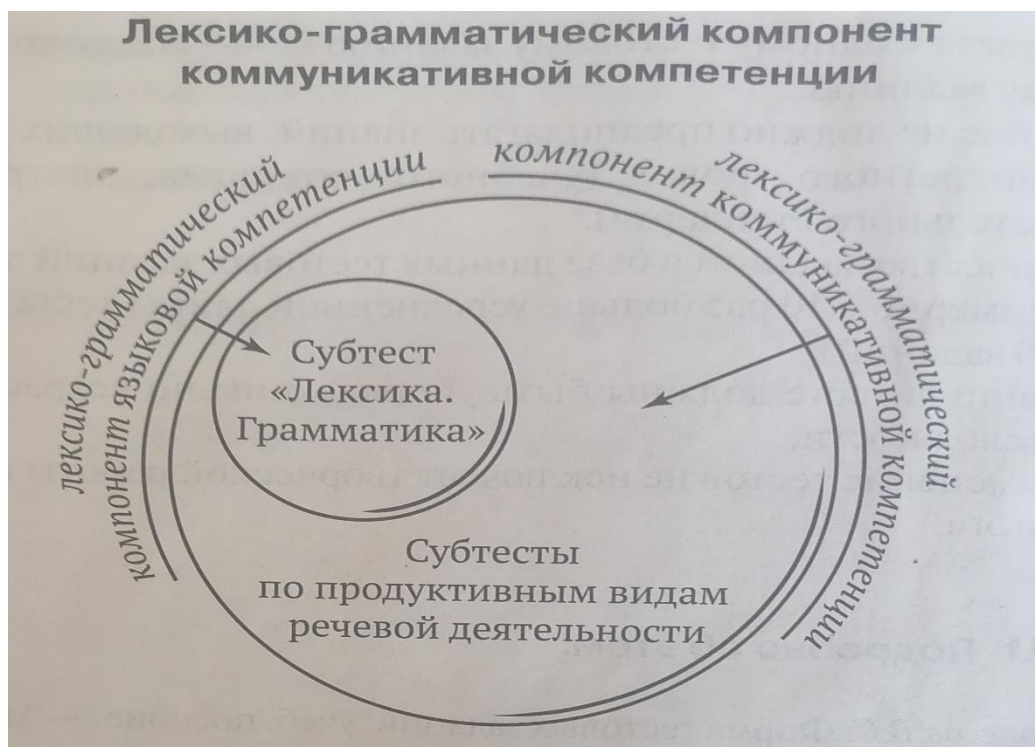 Лексико-грамматический компонент
коммуникативной компетенции
лексико-грамматический
компонент языковой компетенции
лексико-грамматический
компонент коммуникативной компетенции
Субтест
«Лексика.
Грамматика»
Субтесты
по продуктивным видам
речевой деятельности